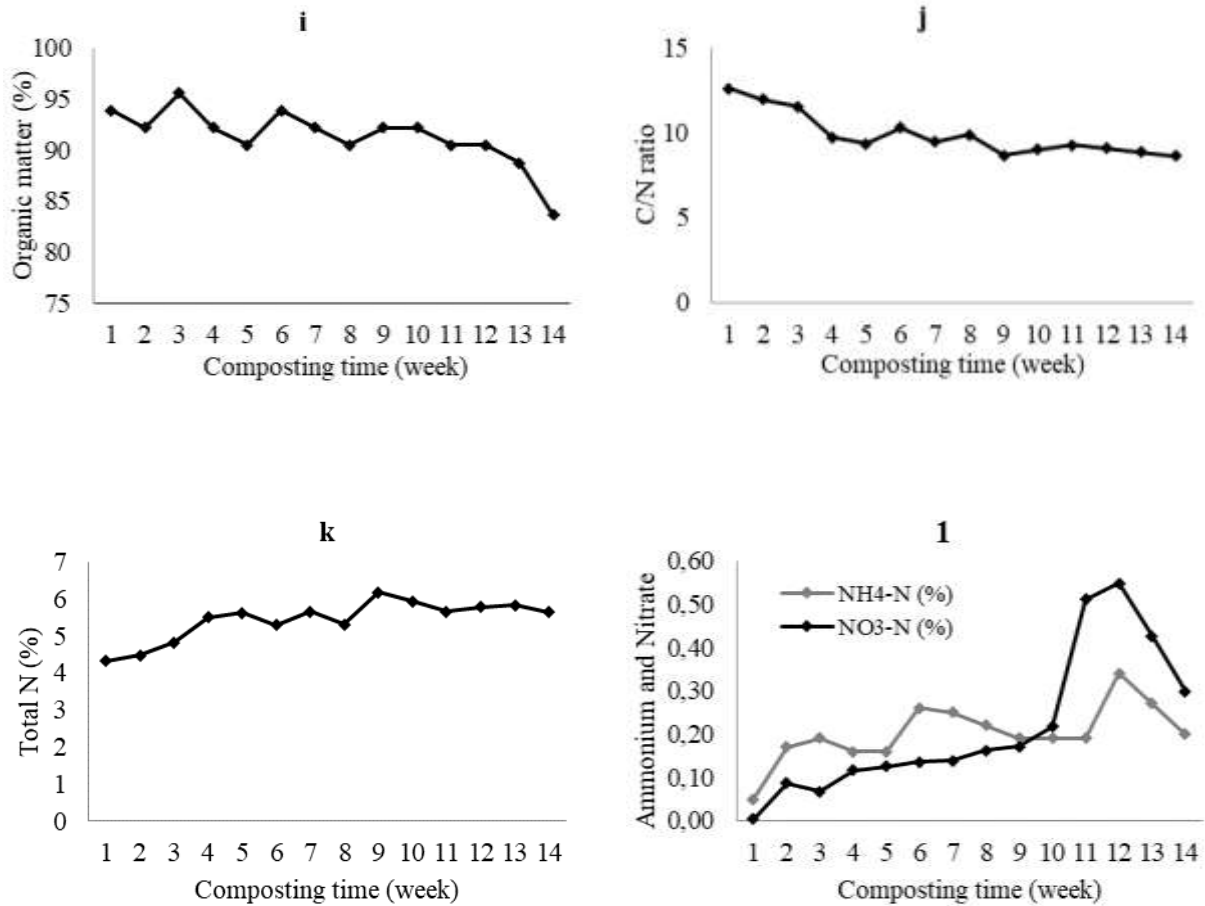 i
100
95
90
85
80
75
Organic matter (%)
1 2 3 4 5 6 7 8 9 10 11 12 13 14
Composting time (week)
j
15
10
5
0
C/N ratio
1 2 3 4 5 6 7 8 9 10 11 12 13 14
Composting time (week)
k
7
6
5
4
3
2
1
0
Total N (%)
1 2 3 4 5 6 7 8 9 10 11 12 13 14
Composting time (week)
1
0,60
0,50
0,40
0,30
0,20
0,10
0,00
Ammonium and Nitrate
NH4-N (%)
NO3-N (%)
1 2 3 4 5 6 7 8 9 10 11 12 13 14
Composting time (week)